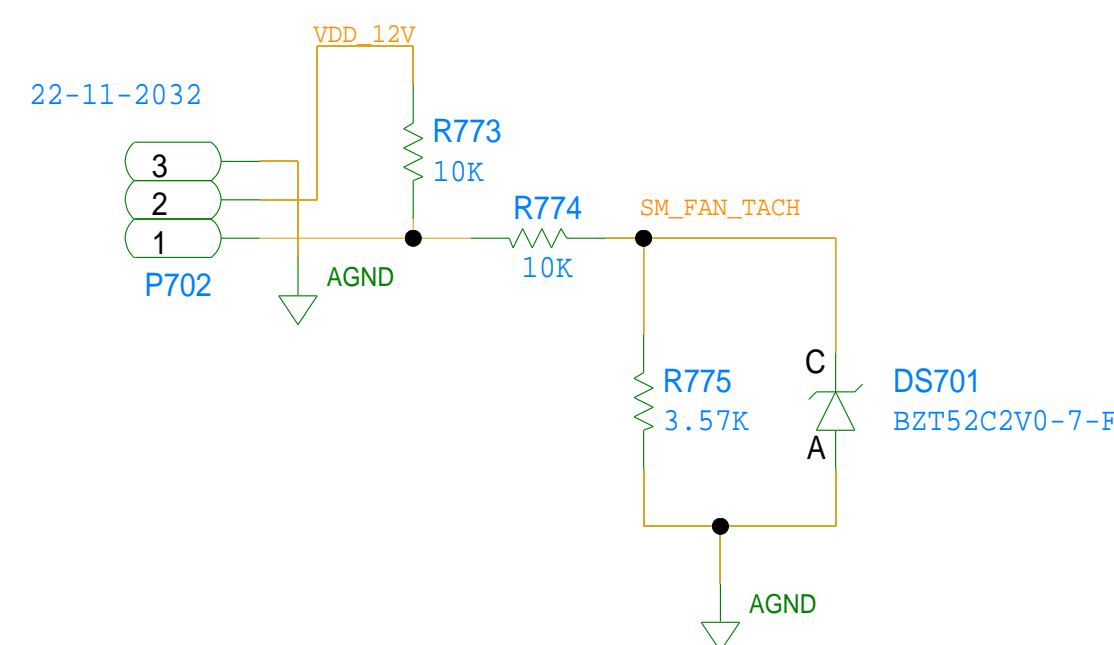 VDD_12V
22-11-2032
R773
10K
3
2
1
P702
R774
10K
SM_FAN_TACH
AGND
R775
3.57K
C
A
DS701
BZT52C2V0-7-F
AGND